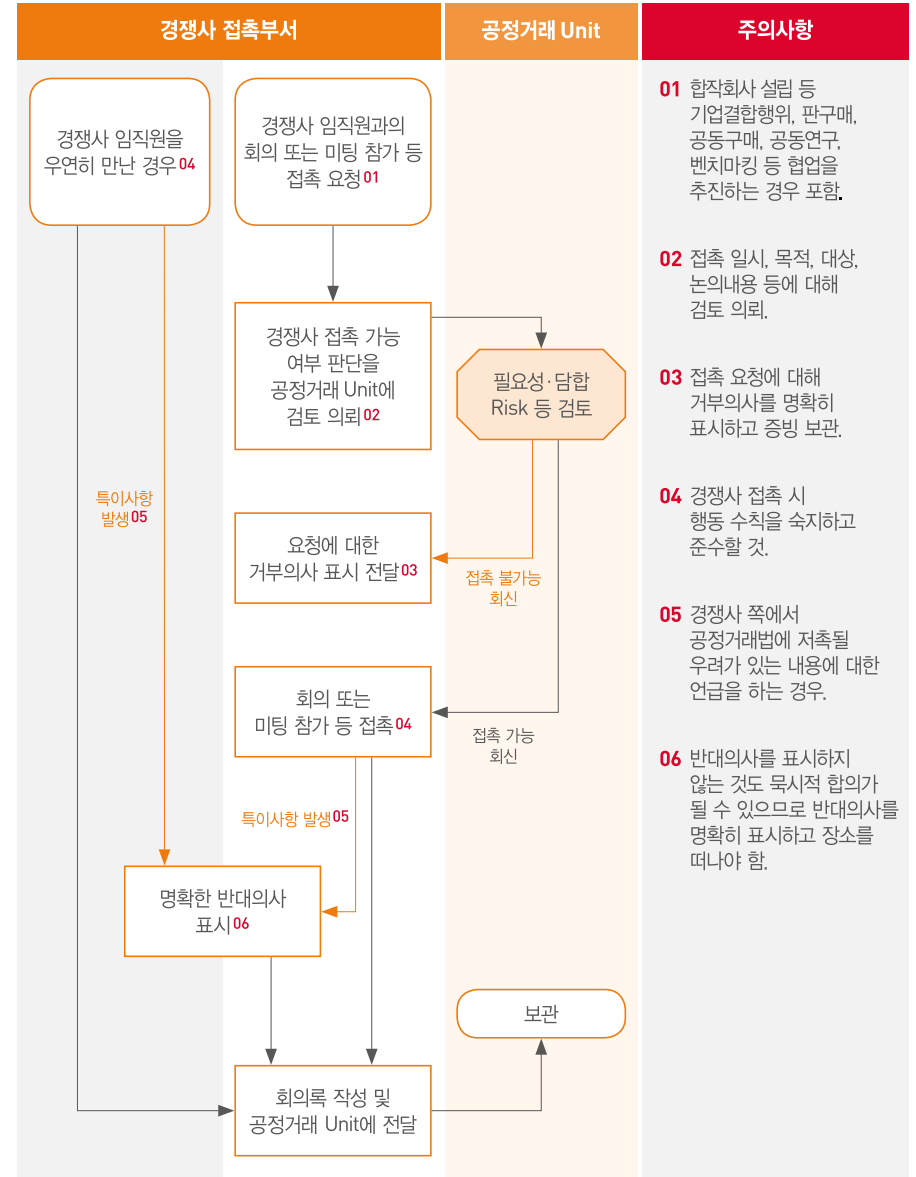 경쟁사 접촉부서
공정거래 Unit
주의사항
경쟁사 임직원을
우연히 만난 경우04
경쟁사 임직원과의
회의 또는 미팅 참가 등
접촉 요청01
경쟁사 접촉 가능
여부 판단을
공정거래 Unit에
검토 의뢰02
필요성·담합
Risk 등 검토
특이사항
발생05
요청에 대한
거부의사 표시 전달03
접촉 불가능
회신
회의 또는
미팅 참가 등 접촉04
접촉 가능
회신
특이사항 발생05
명확한 반대의사
표시06
보관
회의록 작성 및
공정거래 Unit에 전달
01 합작회사 설립 등
기업결합행위, 판구매,
공동구매, 공동연구,
벤치마킹 등 협업을
추진하는 경우 포함.
02 접촉 일시, 목적, 대상,
논의내용 등에 대해
검토 의뢰.
03 접촉 요청에 대해
거부의사를 명확히
표시하고 증빙 보관.
04 경쟁사 접촉 시
행동 수칙을 숙지하고
준수할 것.
05 경쟁사 쪽에서
공정거래법에 저촉될
우려가 있는 내용에 대한
언급을 하는 경우.
06 반대의사를 표시하지
않는 것도 묵시적 합의가
될 수 있으므로 반대의사를
명확히 표시하고 장소를
떠나야 함.